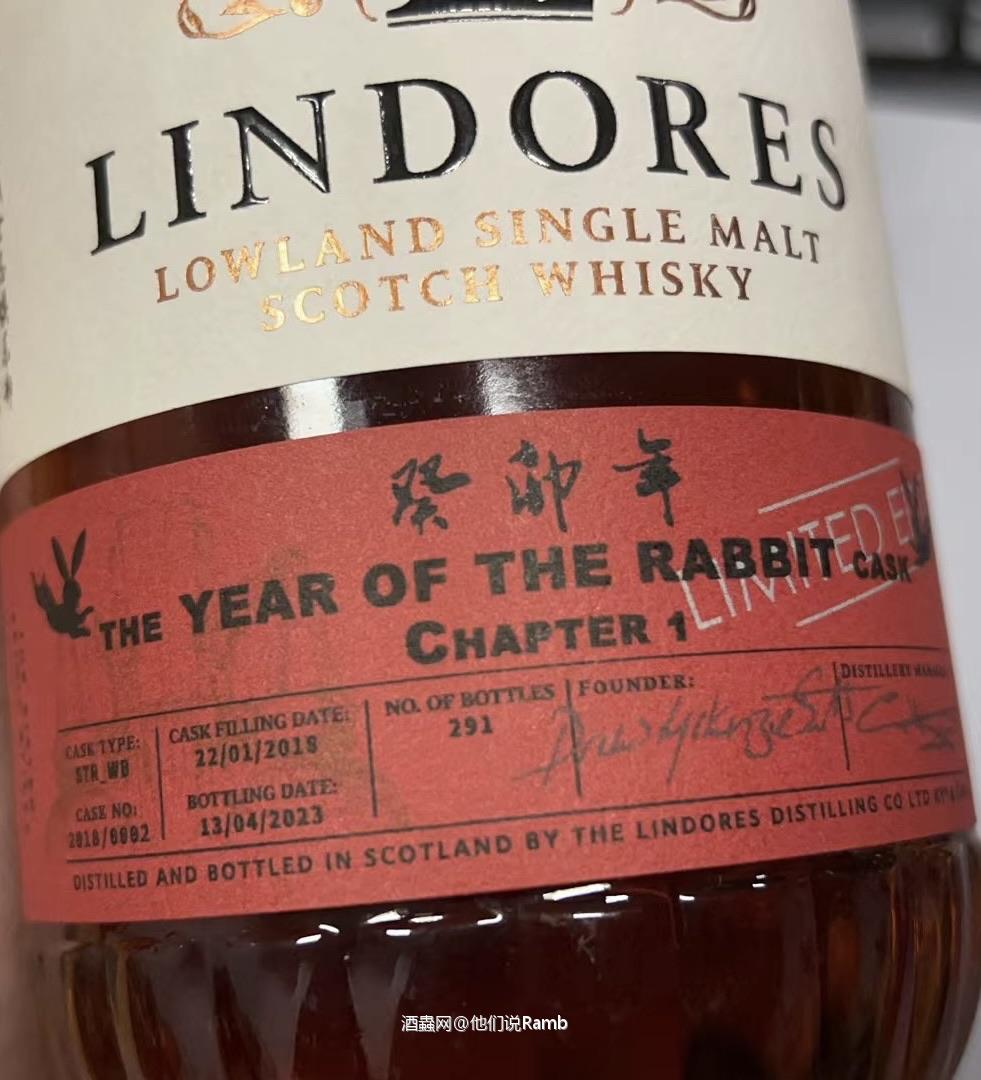 LINDORES
LOWLAND SINGLE MALT
SCOTCH WHISKY
癸卯年
LIMITED E
THE YEAR OF THE RABBIT CASK
CHAPTER 1
CASK TYPE:
STR_WB
CASK NO:
2018/0002
CASK FILLING DATE:
22/01/2018
BOTTLING DATE:
13/04/2023
NO. OF BOTTLES
291
FOUNDER:
DISTILLERY
DISTILLED AND BOTTLED IN SCOTLAND BY THE LINDORES DISTILLING CO LTD
酒蟲网@他们说Ramb